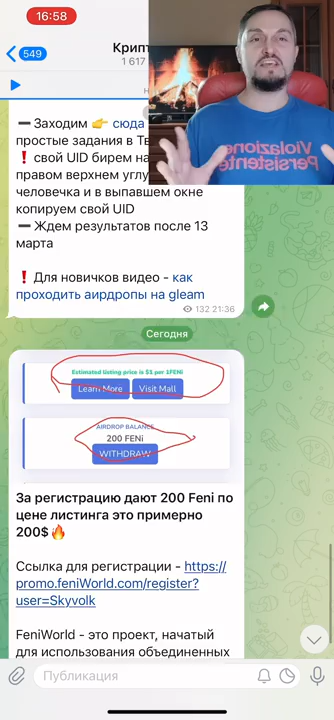 16:58
549
Крипт
1 617
Violazione
Persistente
➖Заходим 👉 сюда
простые задания в Тв
❗ свой UID бирем на
правом верхнем углу
человечка и в выпавшем окне
копируем свой UID
➖Ждем результатов после 13
марта
❗ Для новичков видео - как
проходить аирдропы на gleam
132 21:36
Сегодня
Estimated listing price is $1 per 1FENi
Learn More Visit Mall
AIRDROP BALANCE
200 FENi
WITHDRAW
За регистрацию дают 200 Feni по
цене листинга это примерно
200$🔥
Ссылка для регистрации - https://
promo.feniWorld.com/register?
user=Skyvolk
FeniWorld - это проект, начатый
для использования объединенных
Публикация